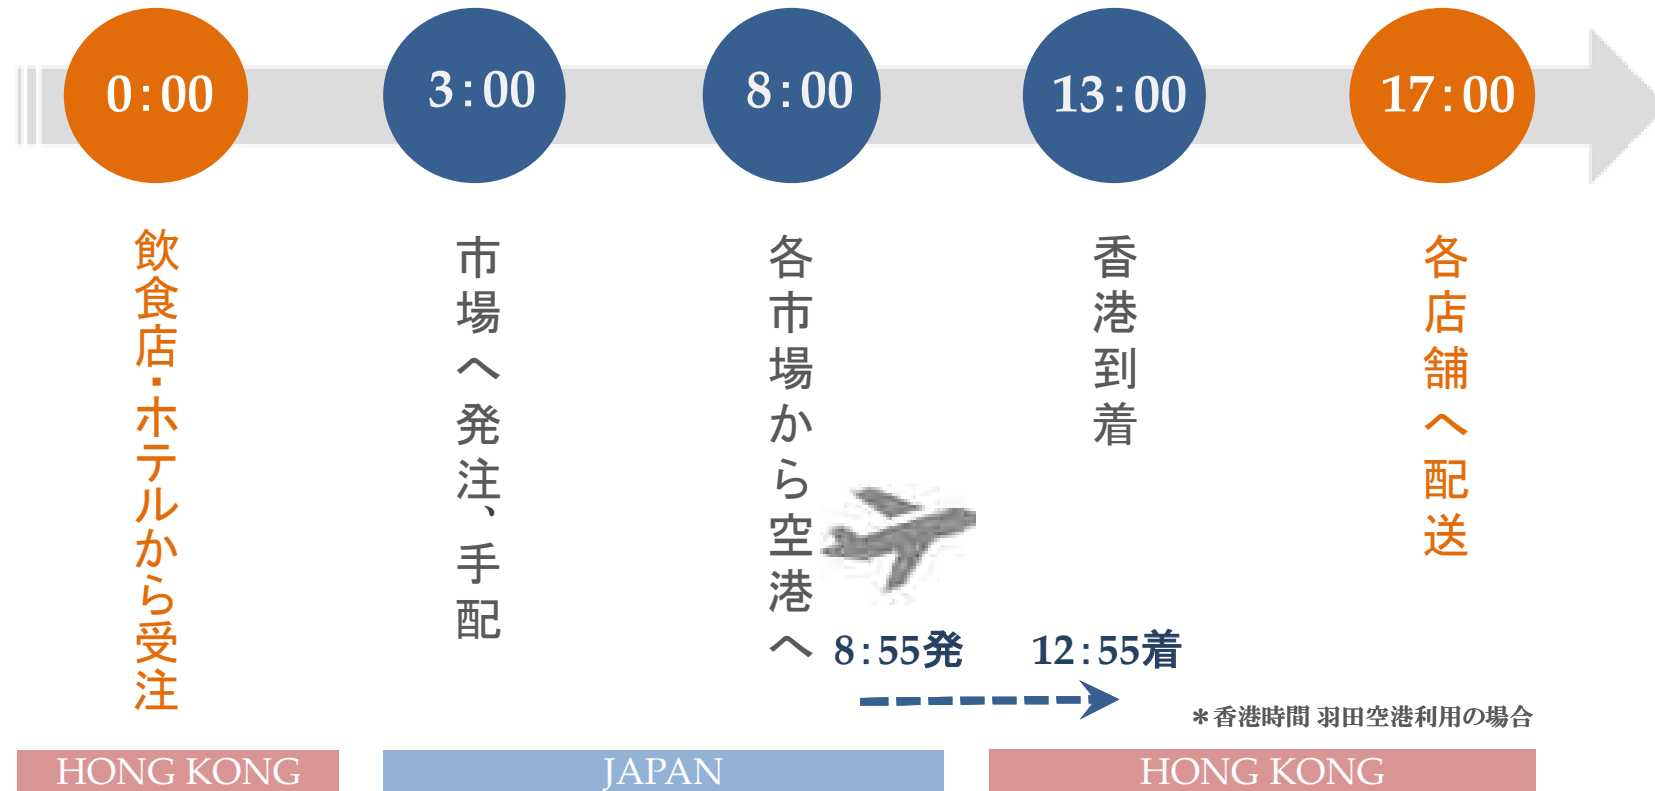 0:00
3:00
8:00
13:00
17:00
飲食店・ホテルから受注
市場へ発注、手配
各市場から空港へ
香港到着
各店舗へ配送
8:55発
12:55着
＊香港時間 羽田空港利用の場合
HONG KONG
JAPAN
HONG KONG